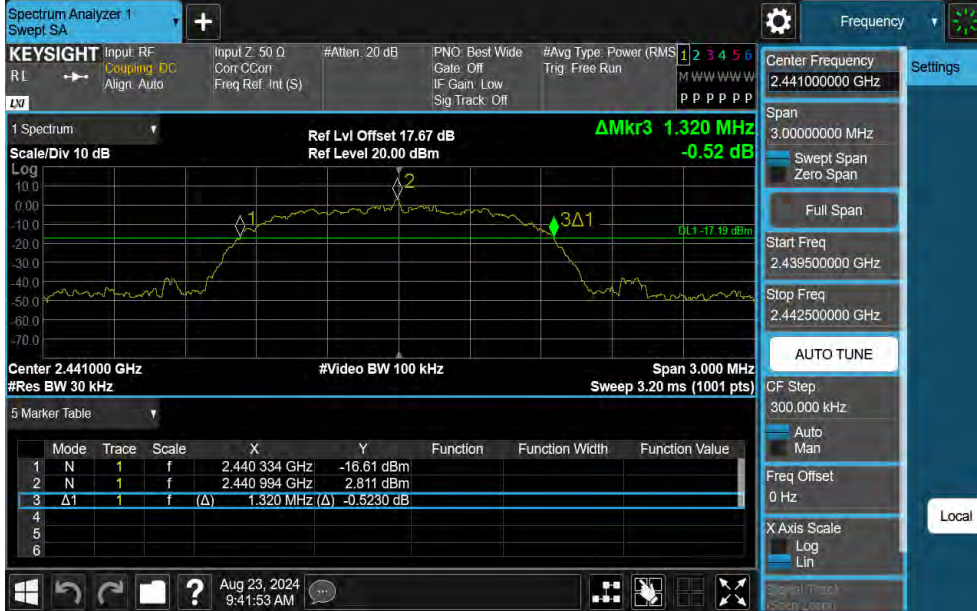 Spectrum Analyzer 1
Swept SA
Frequency
KEYSIGHT
RL
LXI
Input: RF
Coupling: DC
Align: Auto
Input Z: 50 Ω
Corr CCorr
Freq Ref: Int (S)
#Atten: 20 dB
PNO: Best Wide
Gate: Off
IF Gain: Low
Sig Track: Off
#Avg Type: Power (RMS
Trig: Free Run
1 2 3 4 5 6
M W W W W W
P P P P P P
1 Spectrum
Scale/Div 10 dB
Ref Lvl Offset 17.67 dB
Ref Level 20.00 dBm
ΔMkr3 1.320 MHz
-0.52 dB
Log
10.0
0.00
-10.0
-20.0
-30.0
-40.0
-50.0
-60.0
-70.0
1
2
3Δ1
DL1 -17.19 dBm
Center 2.441000 GHz
#Video BW 100 kHz
Span 3.000 MHz
#Res BW 30 kHz
Sweep 3.20 ms (1001 pts)
5 Marker Table
Mode Trace Scale X Y Function Function Width Function Value
1 N 1 f 2.440 334 GHz -16.61 dBm
2 N 1 f 2.440 994 GHz 2.811 dBm
3 Δ1 1 f (Δ) 1.320 MHz (Δ) -0.5230 dB
4
5
6
?
Aug 23, 2024
9:41:53 AM
Center Frequency
2.441000000 GHz
Span
3.00000000 MHz
Swept Span
Zero Span
Full Span
Start Freq
2.439500000 GHz
Stop Freq
2.442500000 GHz
AUTO TUNE
CF Step
300.000 kHz
Auto
Man
Freq Offset
0 Hz
X Axis Scale
Log
Lin
Signal Track
(Span Zoom)
Settings
Local